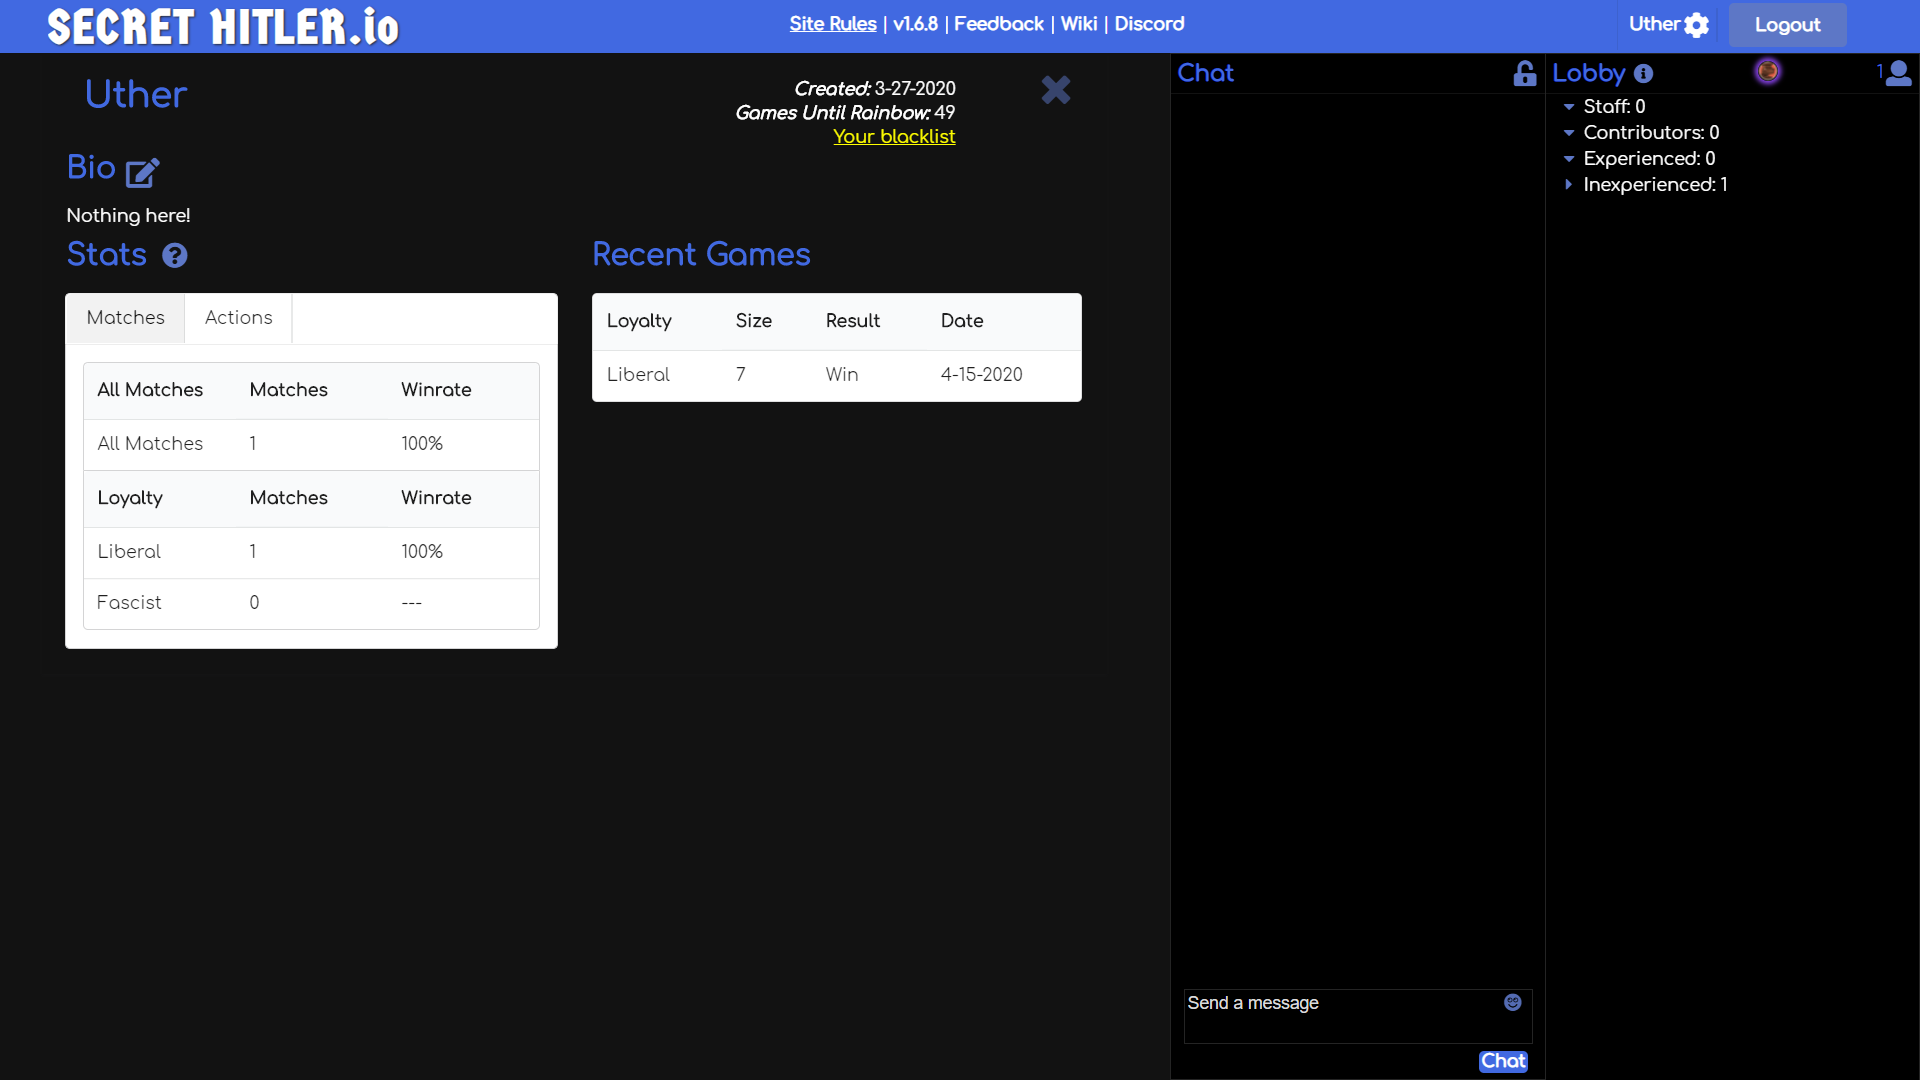 SECRET HITLER.io
Site Rules | v1.6.8 | Feedback | Wiki | Discord
Uther
Logout
Uther
Created: 3-27-2020
Games Until Rainbow: 49
Your blacklist
Bio
Nothing here!
Stats
Matches Actions
All Matches Matches Winrate
All Matches 1 100%
Loyalty Matches Winrate
Liberal 1 100%
Fascist 0 ---
Recent Games
Loyalty Size Result Date
Liberal 7 Win 4-15-2020
Chat
Send a message
Chat
Lobby
1
Staff: 0
Contributors: 0
Experienced: 0
Inexperienced: 1